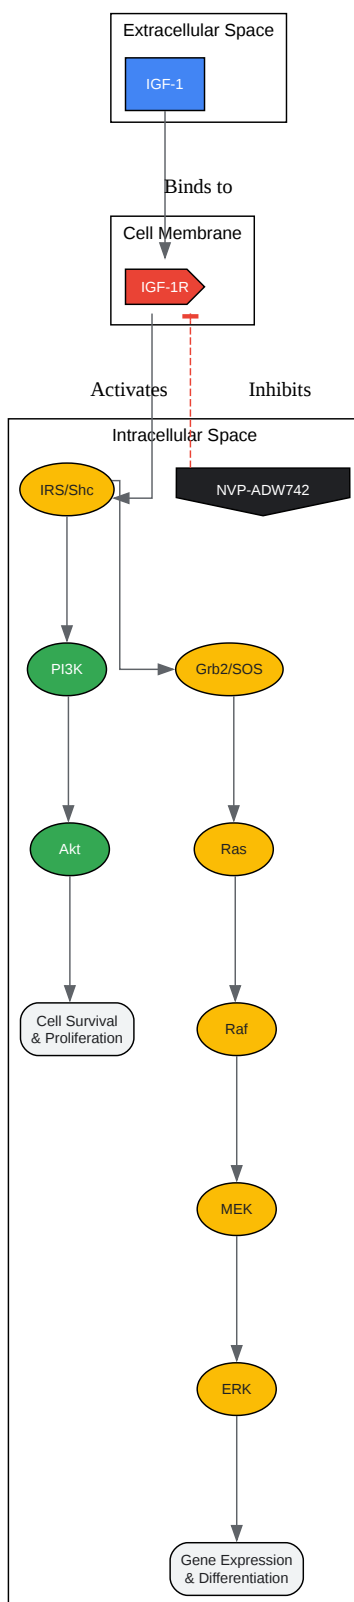 Extracellular Space
IGF-1
Binds to
Cell Membrane
IGF-1R
Activates
Inhibits
Intracellular Space
IRS/Shc
NVP-ADW742
PI3K
Grb2/SOS
Akt
Ras
Cell Survival
& Proliferation
Raf
MEK
ERK
Gene Expression
& Differentiation